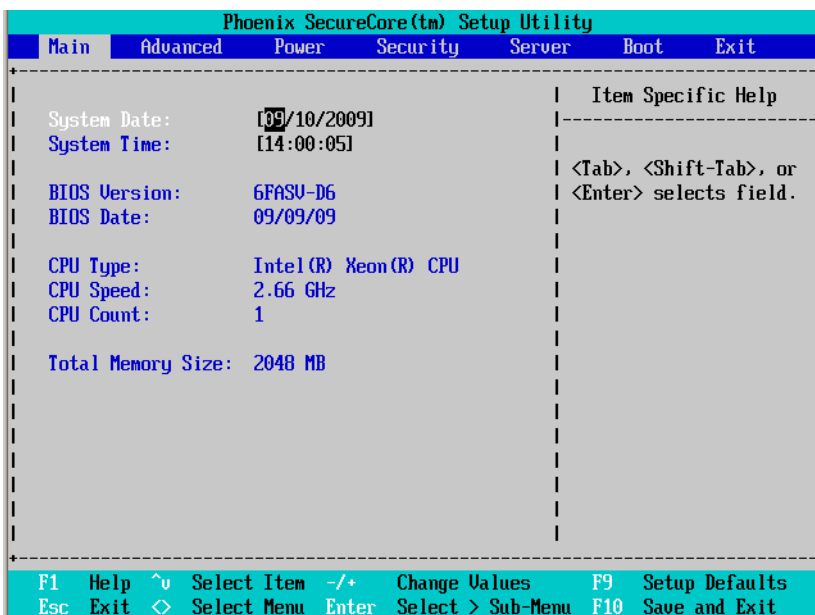 Phoenix SecureCore(tm) Setup Utility
Main Advanced Power Security Server Boot Exit
Item Specific Help
System Date: [09/10/2009]
System Time: [14:00:05]
<Tab>, <Shift-Tab>, or
<Enter> selects field.
BIOS Version: 6FASV-D6
BIOS Date: 09/09/09
CPU Type: Intel(R) Xeon(R) CPU
CPU Speed: 2.66 GHz
CPU Count: 1
Total Memory Size: 2048 MB
F1 Help ^v Select Item -/+ Change Values F9 Setup Defaults
Esc Exit <> Select Menu Enter Select > Sub-Menu F10 Save and Exit